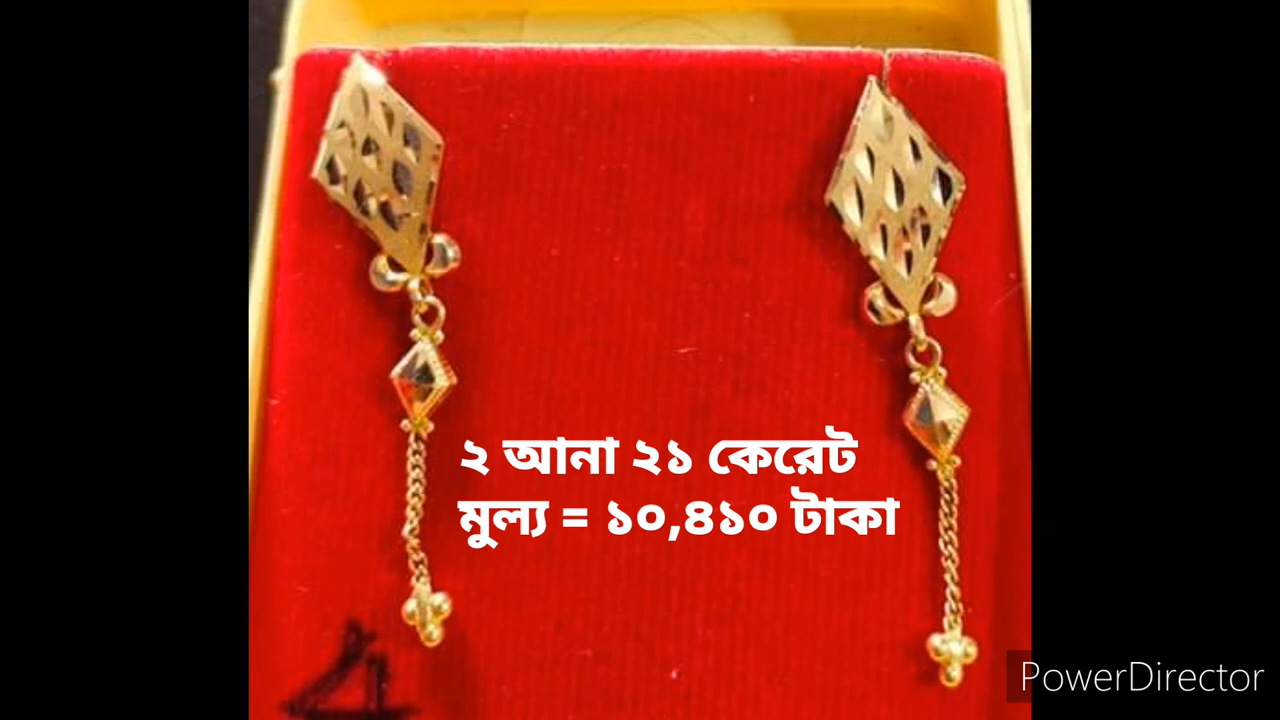 ২ আনা ২১ কেরেট
মুল্য = ১০,৪১০ টাকা
PowerDirector